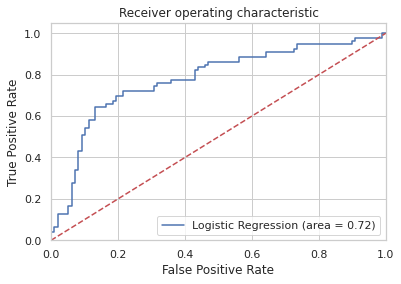 Receiver operating characteristic
1.0
0.8
0.6
0.4
0.2
0.0
True Positive Rate
Logistic Regression (area = 0.72)
0.0 0.2 0.4 0.6 0.8 1.0
False Positive Rate